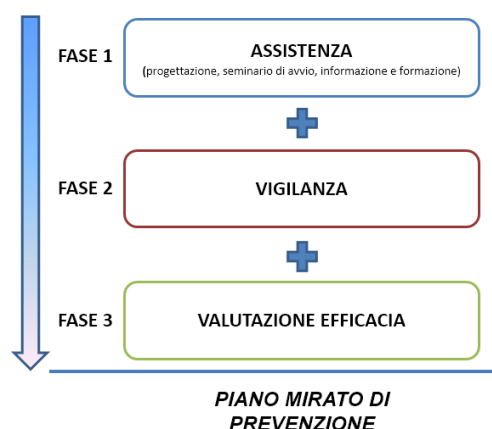 FASE 1
ASSISTENZA
(progettazione, seminario di avvio, informazione e formazione)
FASE 2
VIGILANZA
FASE 3
VALUTAZIONE EFFICACIA
PIANO MIRATO DI
PREVENZIONE